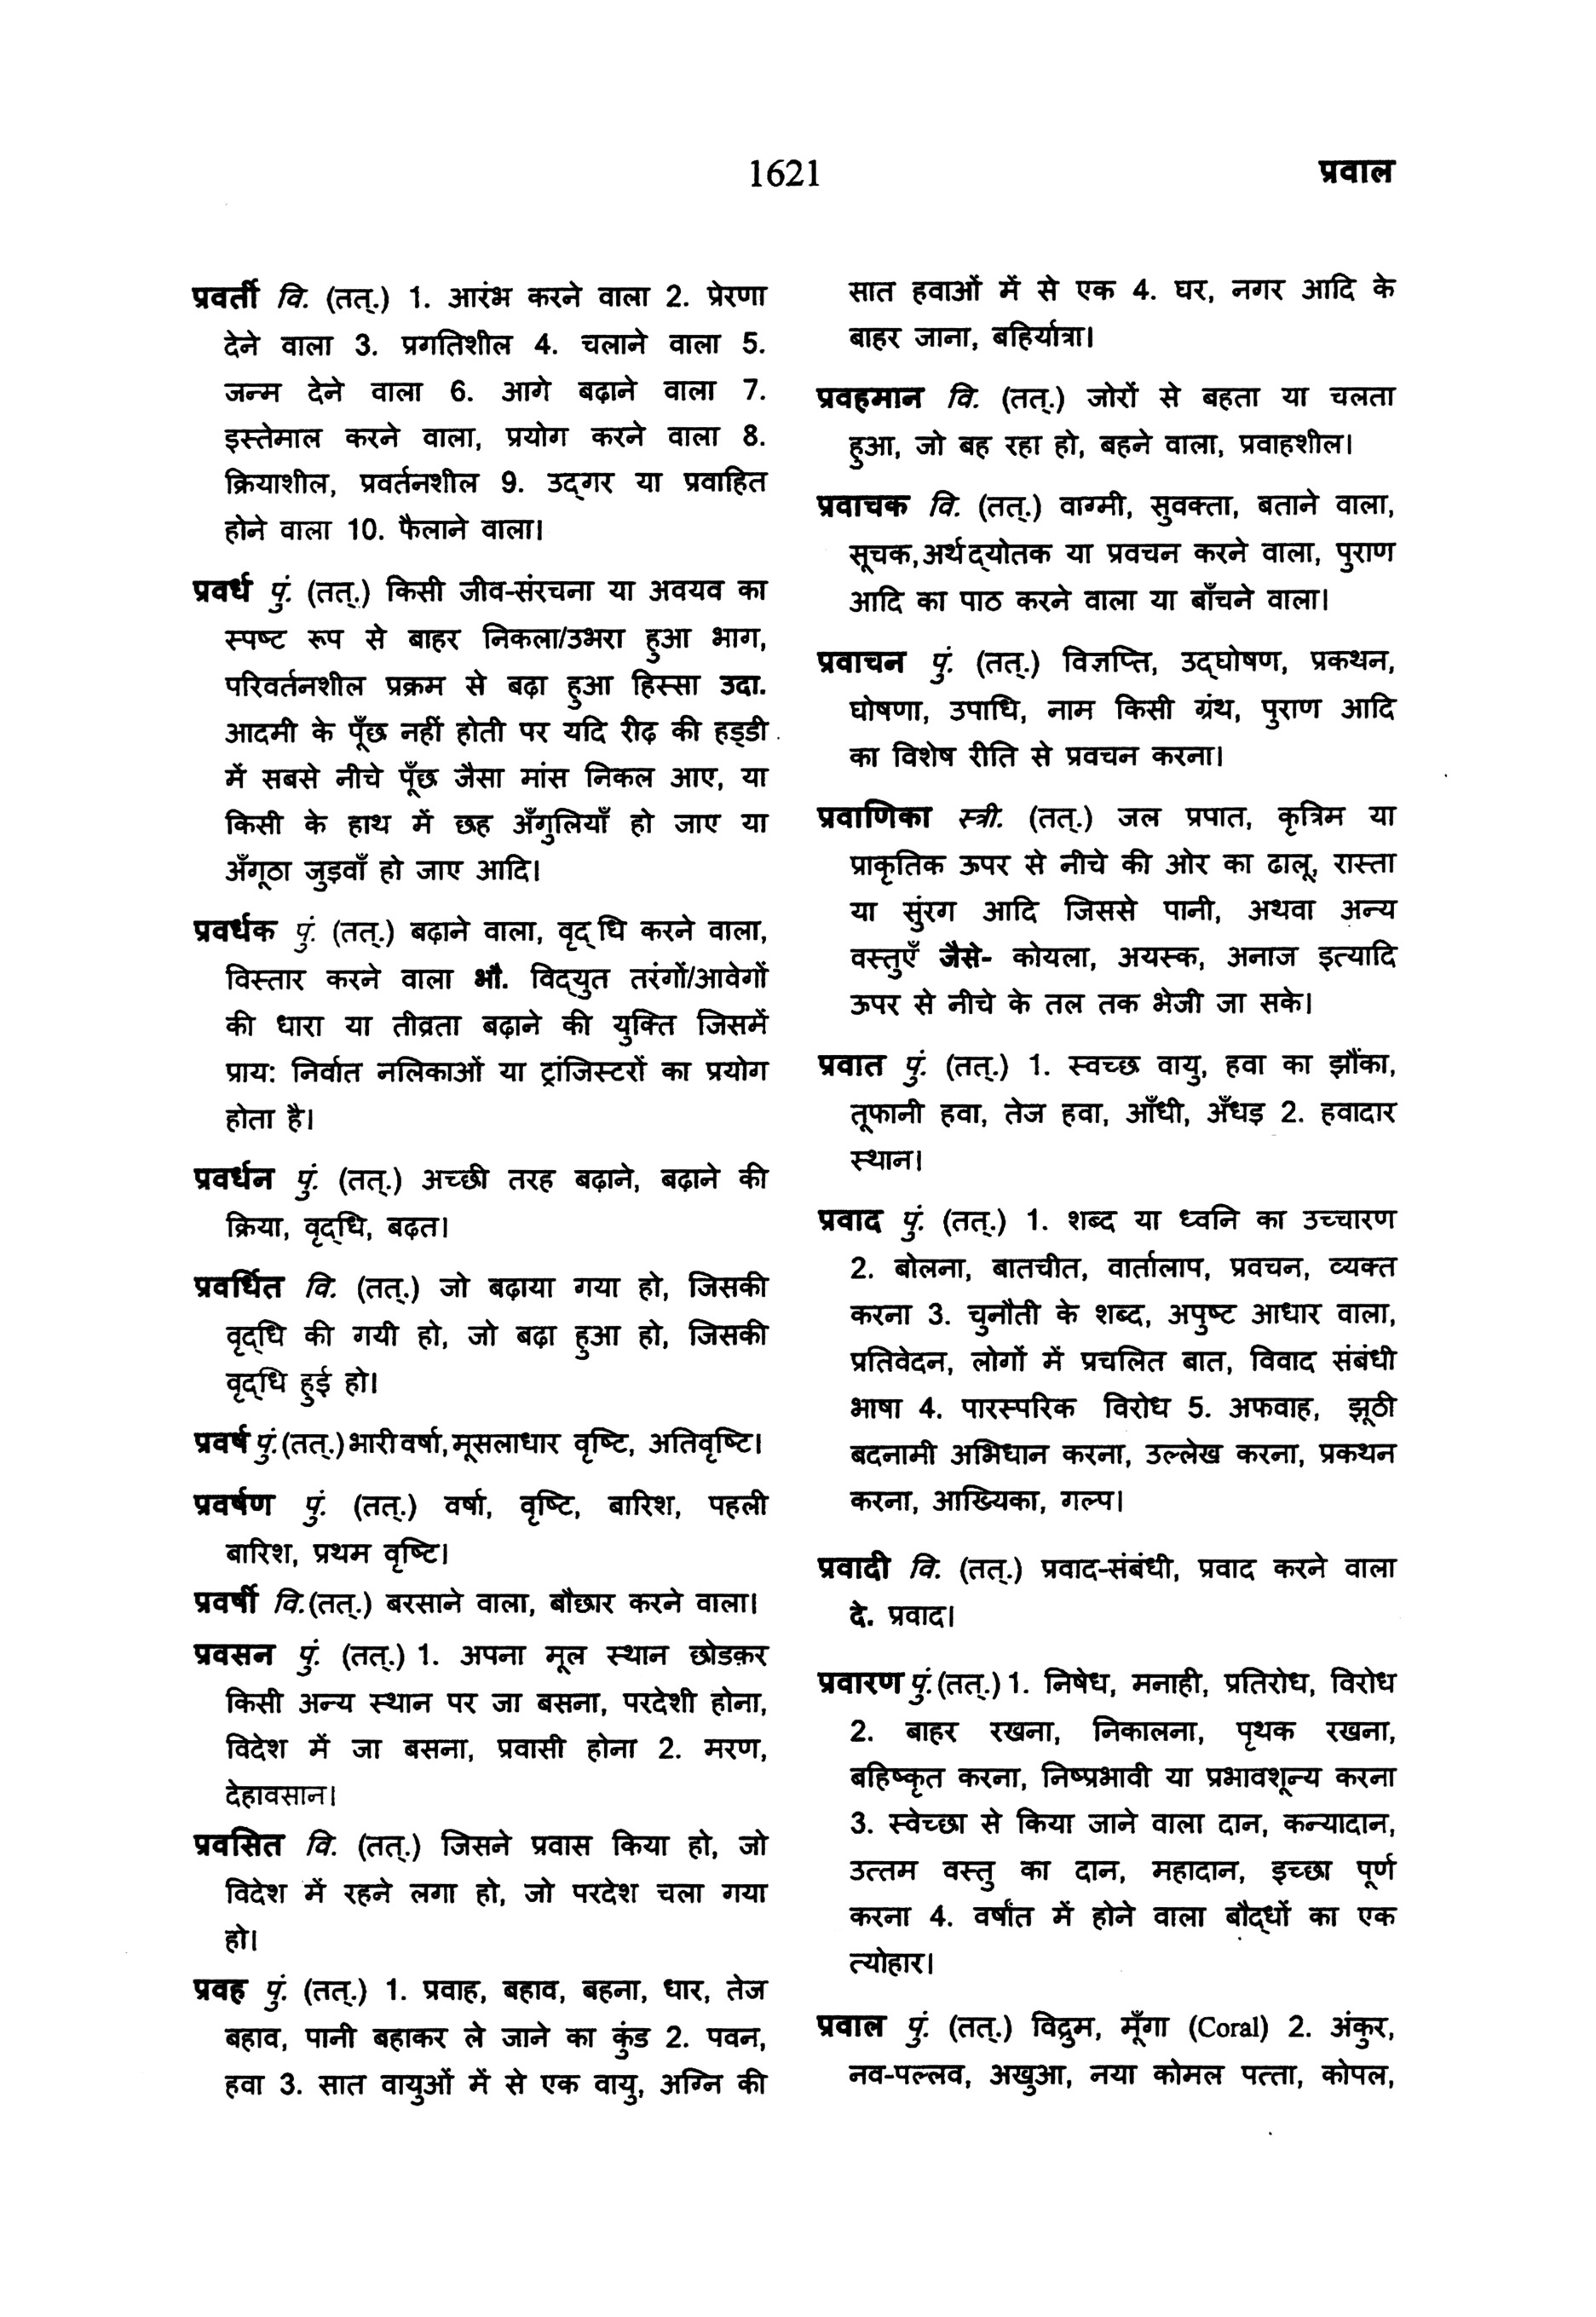 1621
प्रवाल
प्रवर्ती वि. (तत्.) 1. आरंभ करने वाला 2. प्रेरणा
देने वाला 3. प्रगतिशील 4. चलाने वाला 5.
जन्म देने वाला 6. आगे बढ़ाने वाला 7.
इस्तेमाल करने वाला, प्रयोग करने वाला 8.
क्रियाशील, प्रवर्तनशील 9. उद्‌गर या प्रवाहित
होने वाला 10. फैलाने वाला।
प्रवर्ध पुं. (तत्.) किसी जीव-संरचना या अवयव का
स्पष्ट रूप से बाहर निकला/उभरा हुआ भाग,
परिवर्तनशील प्रक्रम से बढ़ा हुआ हिस्सा उदा.
आदमी के पूँछ नहीं होती पर यदि रीढ़ की हड्‌डी
में सबसे नीचे पूँछ जैसा मांस निकल आए, या
किसी के हाथ में छह अँगुलियाँ हो जाए या
अँगूठा जुड़वाँ हो जाए आदि।
प्रवर्धक पुं. (तत्.) बढ़ाने वाला, वृद्‌धि करने वाला,
विस्तार करने वाला भौ. विद्‌युत तरंगों/आवेगों
की धारा या तीव्रता बढ़ाने की युक्ति जिसमें
प्राय: निर्वात नलिकाओं या ट्रांजिस्टरों का प्रयोग
होता है।
प्रवर्धन पुं. (तत्.) अच्छी तरह बढ़ाने, बढ़ाने की
क्रिया, वृद्‌धि, बढ़त।
प्रवर्धित वि. (तत्.) जो बढ़ाया गया हो, जिसकी
वृद्‌धि की गयी हो, जो बढ़ा हुआ हो, जिसकी
वृद्‌धि हुई हो।
प्रवर्ष पुं.(तत्.) भारी वर्षा, मूसलाधार वृष्टि, अतिवृष्टि।
प्रवर्षण पुं. (तत्.) वर्षा, वृष्टि, बारिश, पहली
बारिश, प्रथम वृष्टि।
प्रवर्षी वि.(तत्.) बरसाने वाला, बौछार करने वाला।
प्रवसन पुं. (तत्.) 1. अपना मूल स्थान छोडक़र
किसी अन्य स्थान पर जा बसना, परदेशी होना,
विदेश में जा बसना, प्रवासी होना 2. मरण,
देहावसान।
प्रवसित वि. (तत्.) जिसने प्रवास किया हो, जो
विदेश में रहने लगा हो, जो परदेश चला गया
हो।
प्रवह पुं. (तत्.) 1. प्रवाह, बहाव, बहना, धार, तेज
बहाव, पानी बहाकर ले जाने का कुंड 2. पवन,
हवा 3. सात वायुओं में से एक वायु, अग्नि की
सात हवाओं में से एक 4. घर, नगर आदि के
बाहर जाना, बहिर्यात्रा।
प्रवहमान वि. (तत्.) जोरों से बहता या चलता
हुआ, जो बह रहा हो, बहने वाला, प्रवाहशील।
प्रवाचक वि. (तत्.) वाग्मी, सुवक्ता, बताने वाला,
सूचक, अर्थद्‌योतक या प्रवचन करने वाला, पुराण
आदि का पाठ करने वाला या बाँचने वाला।
प्रवाचन पुं. (तत्.) विज्ञप्ति, उद्‌घोषण, प्रकथन,
घोषणा, उपाधि, नाम किसी ग्रंथ, पुराण आदि
का विशेष रीति से प्रवचन करना।
प्रवाणिका स्त्री. (तत्.) जल प्रपात, कृत्रिम या
प्राकृतिक ऊपर से नीचे की ओर का ढालू, रास्ता
या सुंरग आदि जिससे पानी, अथवा अन्य
वस्तुएँ जैसे- कोयला, अयस्क, अनाज इत्यादि
ऊपर से नीचे के तल तक भेजी जा सके।
प्रवात पुं. (तत्.) 1. स्वच्छ वायु, हवा का झौंका,
तूफानी हवा, तेज हवा, आँधी, अँधड़ 2. हवादार
स्थान।
प्रवाद पुं. (तत्.) 1. शब्द या ध्वनि का उच्चारण
2. बोलना, बातचीत, वार्तालाप, प्रवचन, व्यक्त
करना 3. चुनौती के शब्द, अपुष्ट आधार वाला,
प्रतिवेदन, लोगों में प्रचलित बात, विवाद संबंधी
भाषा 4. पारस्परिक विरोध 5. अफवाह, झूठी
बदनामी अभिधान करना, उल्लेख करना, प्रकथन
करना, आख्यिका, गल्प।
प्रवादी वि. (तत्.) प्रवाद-संबंधी, प्रवाद करने वाला
दे. प्रवाद।
प्रवारण पुं.(तत्.) 1. निषेध, मनाही, प्रतिरोध, विरोध
2. बाहर रखना, निकालना, पृथक रखना,
बहिष्कृत करना, निष्प्रभावी या प्रभावशून्य करना
3. स्वेच्छा से किया जाने वाला दान, कन्यादान,
उत्तम वस्तु का दान, महादान, इच्छा पूर्ण
करना 4. वर्षांत में होने वाला बौद्‌धों का एक
त्योहार।
प्रवाल पुं. (तत्.) विद्रुम, मूँगा (Coral) 2. अंकुर,
नव-पल्लव, अखुआ, नया कोमल पत्ता, कोपल,